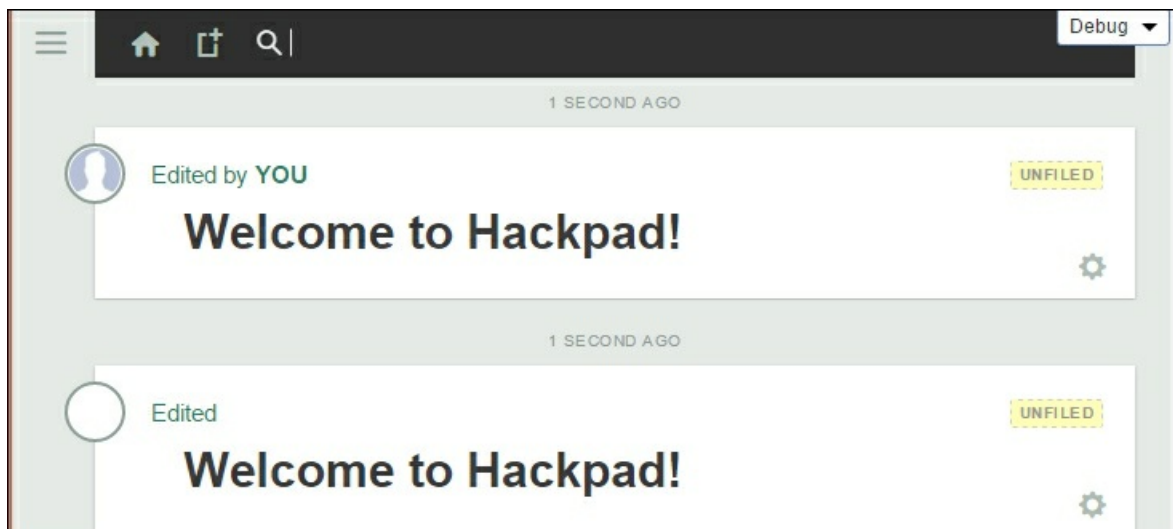 Debug
1 SECOND AGO
Edited by YOU
UNFILED
Welcome to Hackpad!
1 SECOND AGO
Edited
UNFILED
Welcome to Hackpad!